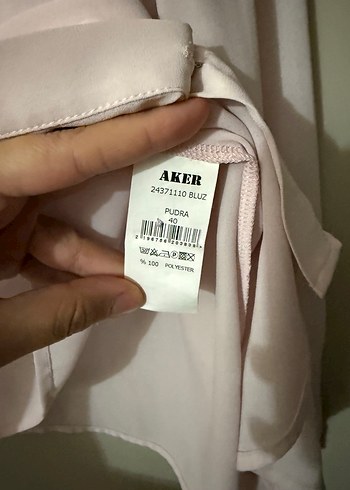 AKER
24371110 BLUZ
PUDRA
40
% 100 POLYESTER